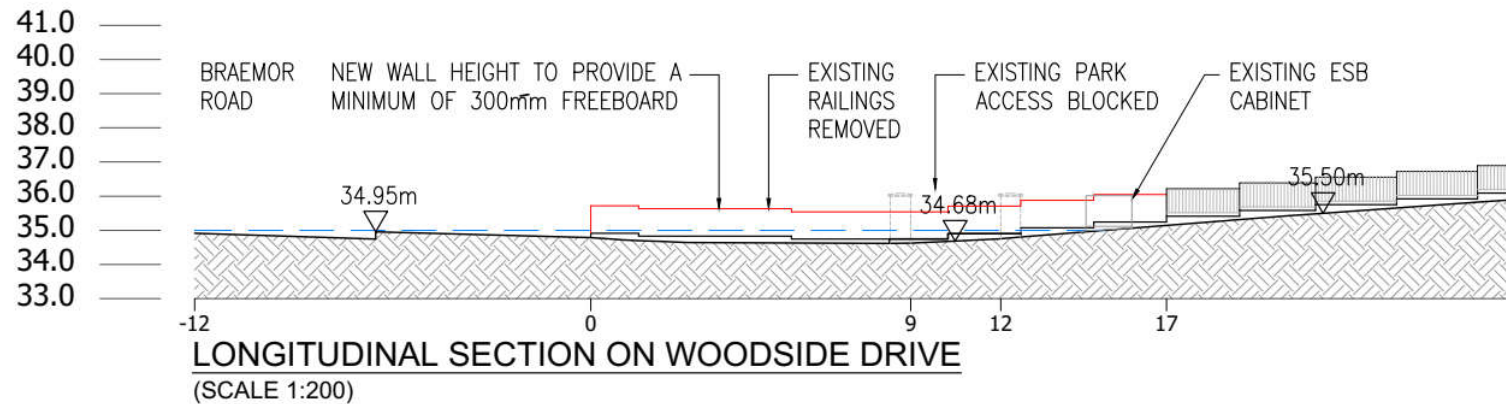 41.0
40.0
39.0
38.0
37.0
36.0
35.0
34.0
33.0
BRAEMOR
ROAD
NEW WALL HEIGHT TO PROVIDE A
MINIMUM OF 300mm FREEBOARD
EXISTING
RAILINGS
REMOVED
EXISTING PARK
ACCESS BLOCKED
EXISTING ESB
CABINET
34.95m
34.68m
35.50m
-12
0
9
12
17
LONGITUDINAL SECTION ON WOODSIDE DRIVE
(SCALE 1:200)